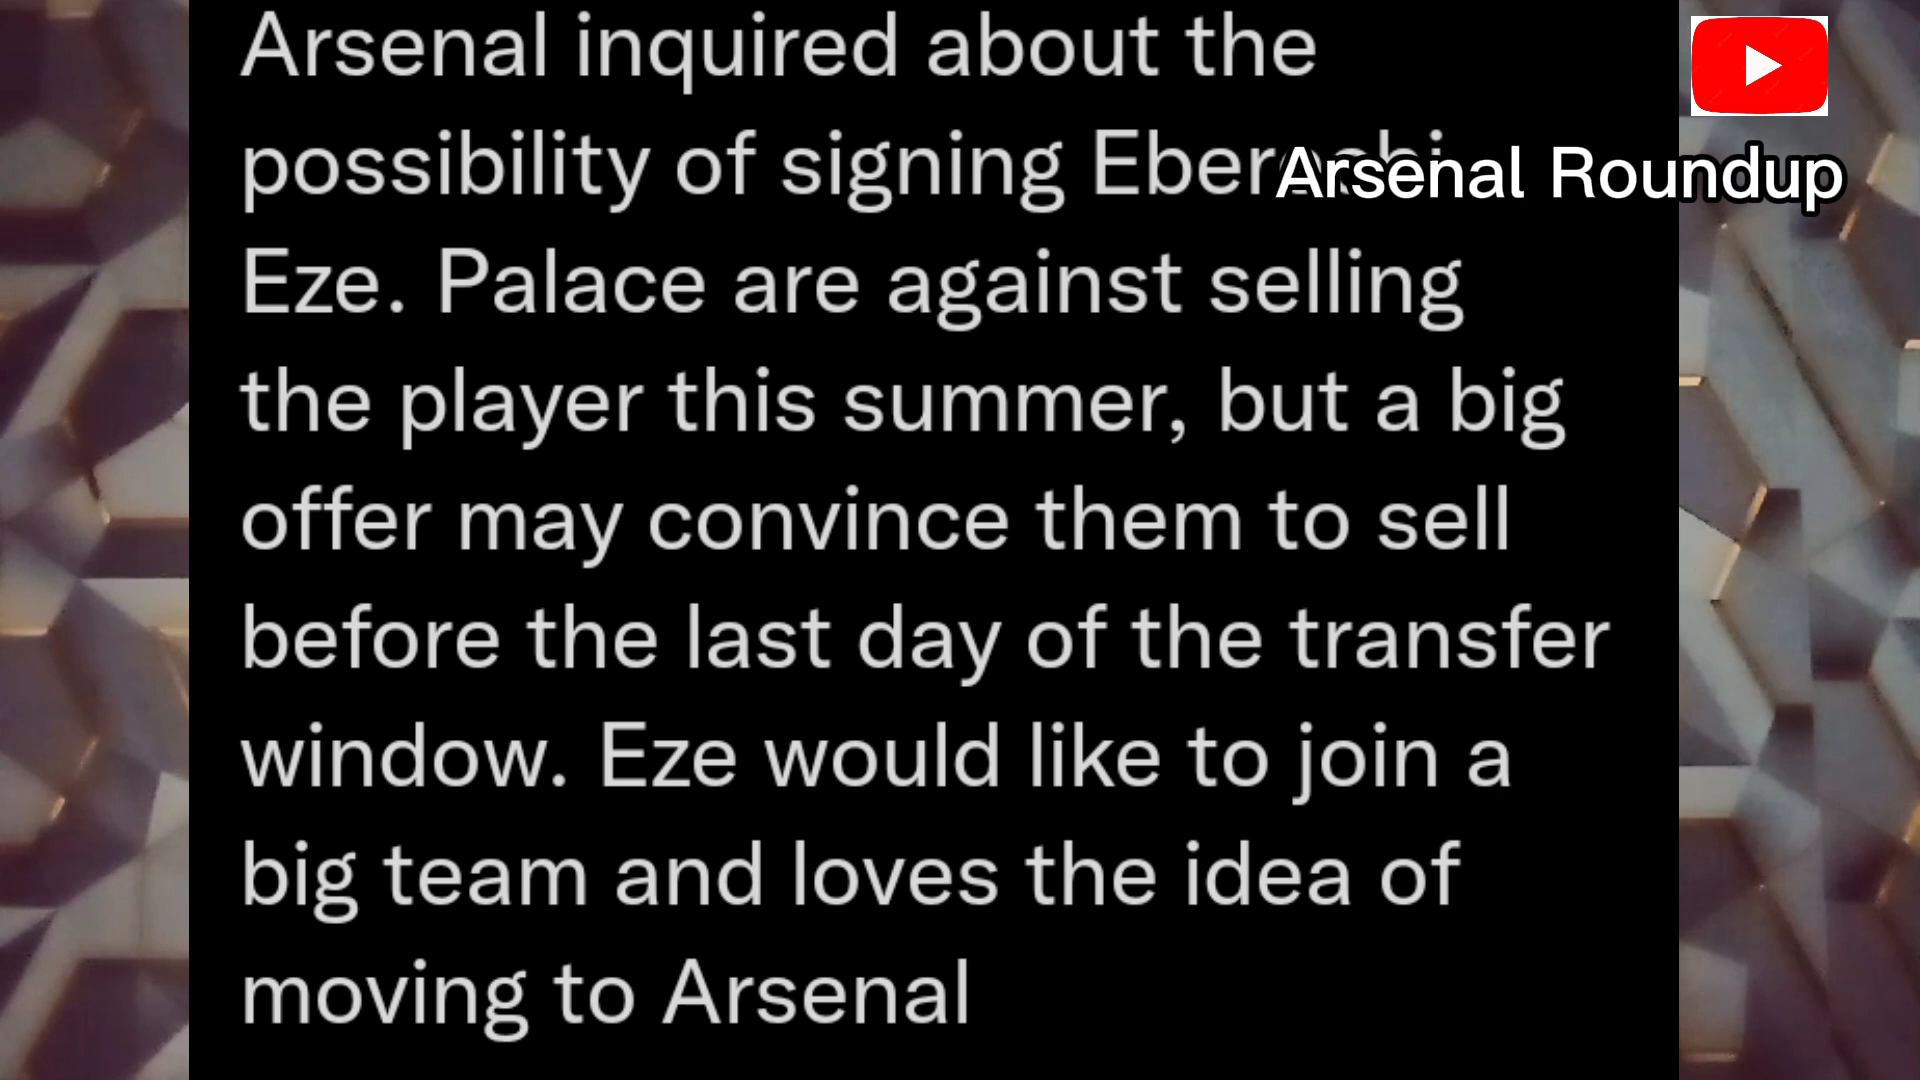 Arsenal inquired about the
possibility of signing
Eze. Palace are against selling
the player this summer, but a big
offer may convince them to sell
before the last day of the transfer
window. Eze would like to join a
big team and loves the idea of
moving to Arsenal
Arsenal Roundup